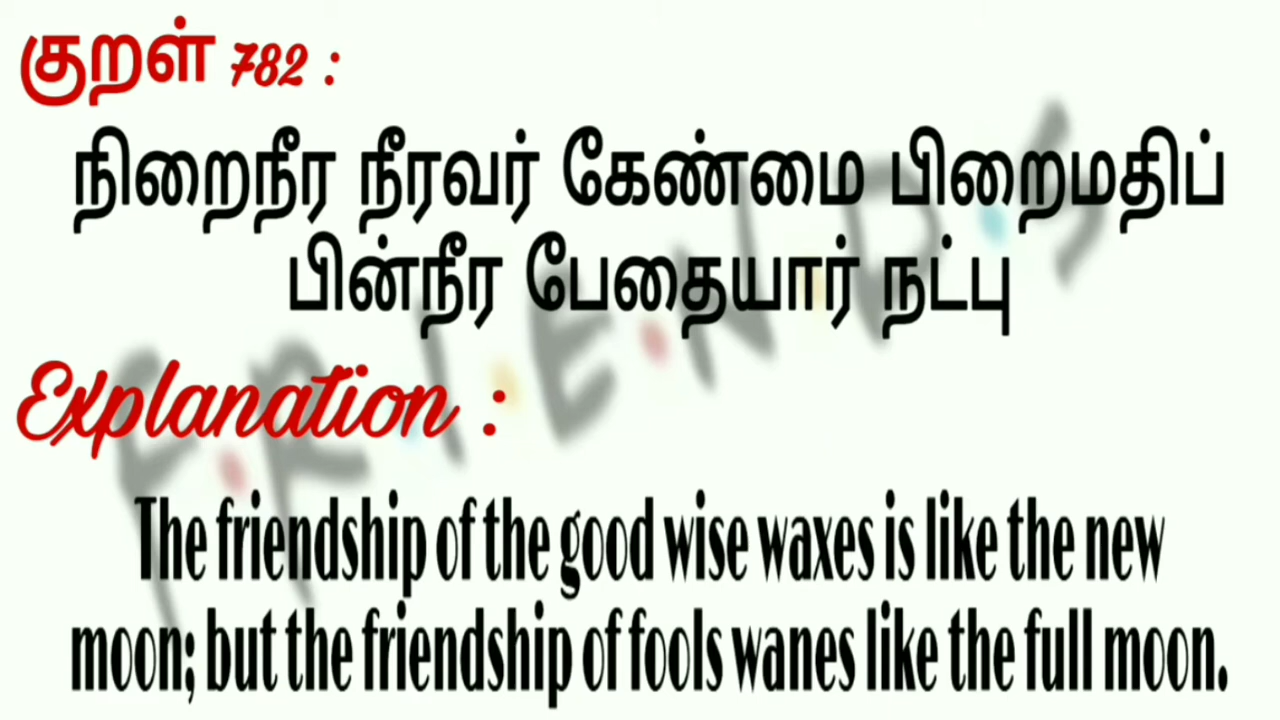 குறள் 782 :
நிறைநீர நீரவர் கேண்மை பிறைமதிப்
பின்நீர பேதையார் நட்பு
Explanation :
The friendship of the good wise waxes is like the new
moon; but the friendship of fools wanes like the full moon.
F.R.I.E.N.D.S